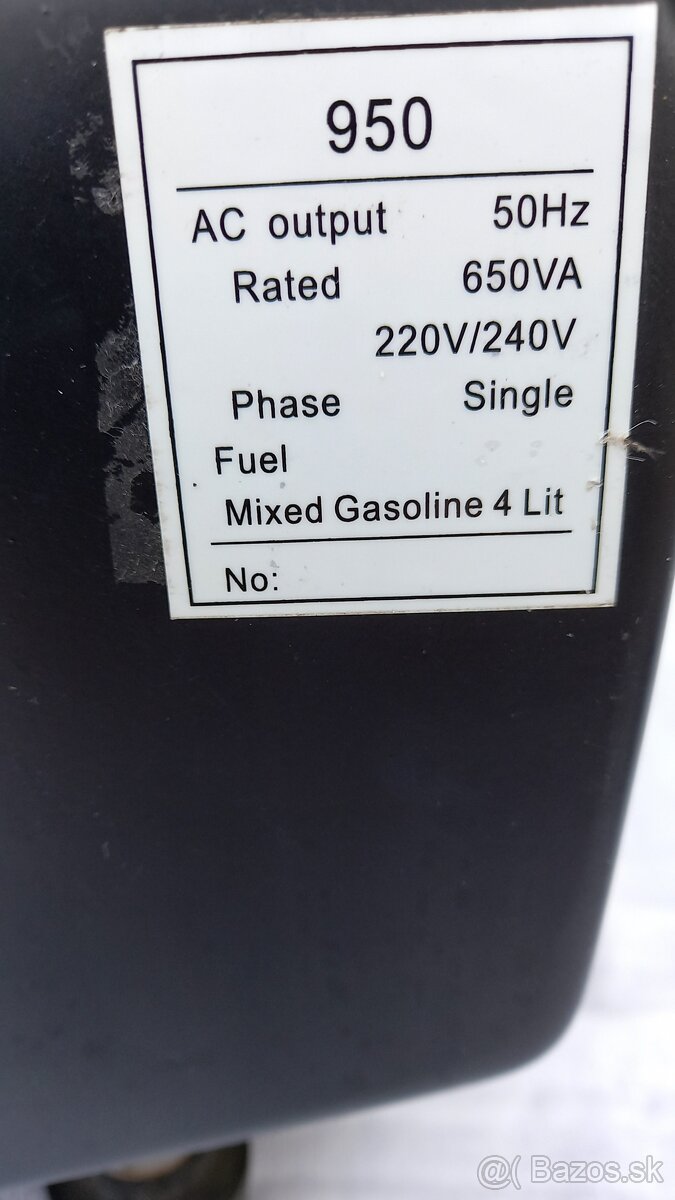 950
AC output 50Hz
Rated 650VA
220V/240V
Phase Single
Fuel
Mixed Gasoline 4 Lit
No:
@( Bazos.sk